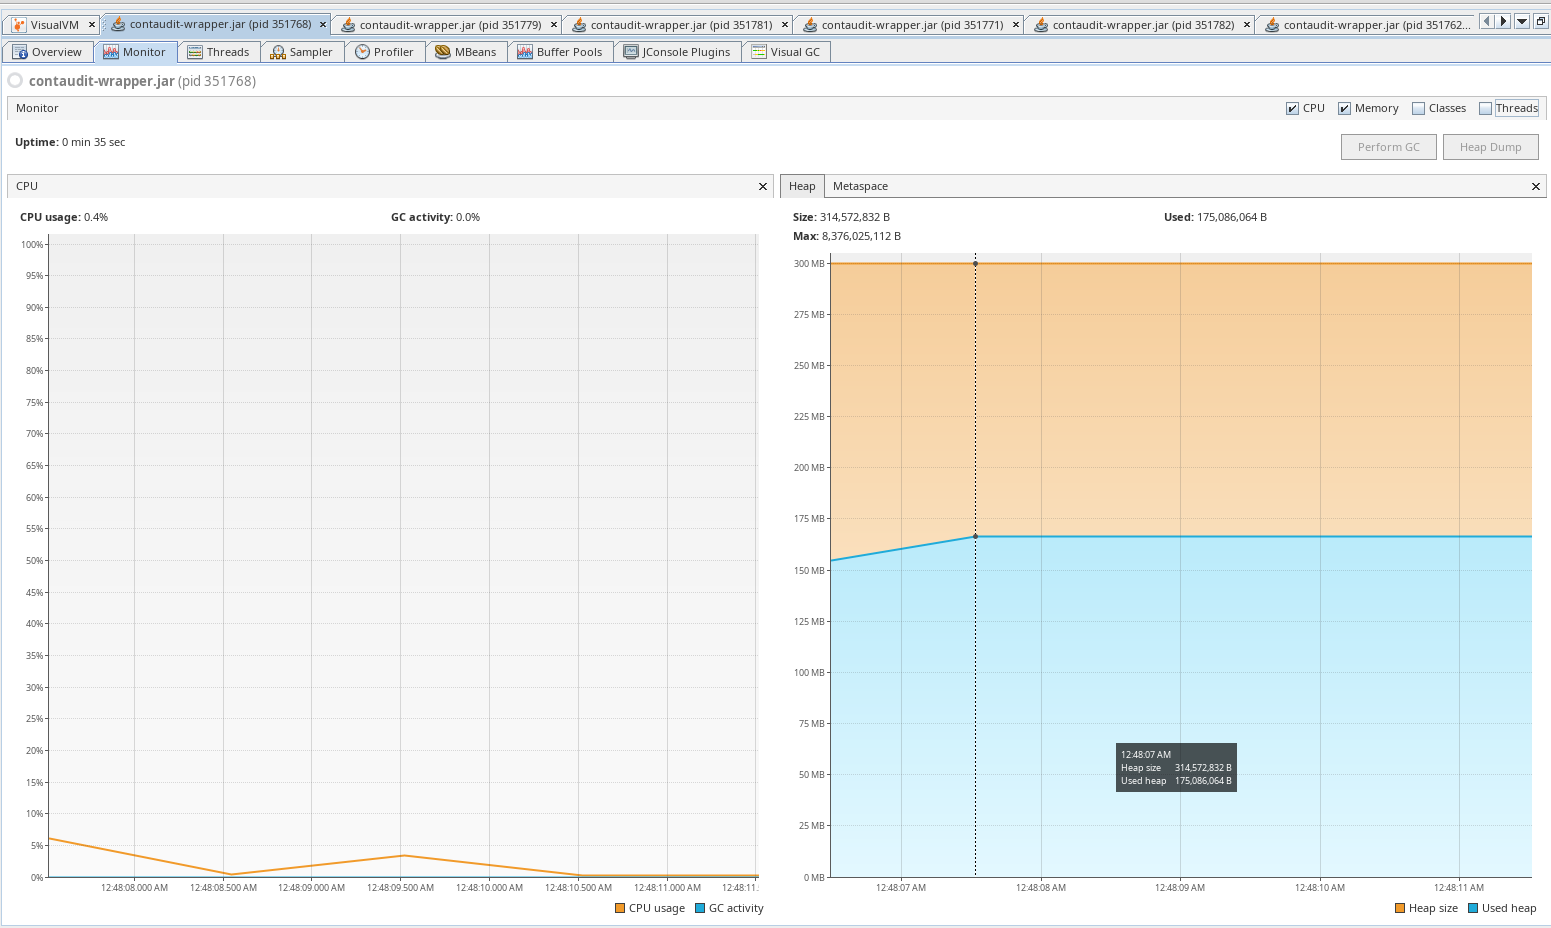 VisualVM
contaudit-wrapper.jar (pid 351768)
contaudit-wrapper.jar (pid 351779)
contaudit-wrapper.jar (pid 351781)
contaudit-wrapper.jar (pid 351771)
contaudit-wrapper.jar (pid 351782)
contaudit-wrapper.jar (pid 351762...
Overview
Monitor
Threads
Sampler
Profiler
MBeans
Buffer Pools
JConsole Plugins
Visual GC
contaudit-wrapper.jar (pid 351768)
Monitor
CPU
Memory
Classes
Threads
Uptime: 0 min 35 sec
Perform GC
Heap Dump
CPU
CPU usage: 0.4%
GC activity: 0.0%
100%
95%
90%
85%
80%
75%
70%
65%
60%
55%
50%
45%
40%
35%
30%
25%
20%
15%
10%
5%
0%
12:48:08.000 AM
12:48:08.500 AM
12:48:09.000 AM
12:48:09.500 AM
12:48:10.000 AM
12:48:10.500 AM
12:48:11.000 AM
12:48:11.
CPU usage
GC activity
Heap
Metaspace
Size: 314,572,832 B
Used: 175,086,064 B
Max: 8,376,025,112 B
300 MB
275 MB
250 MB
225 MB
200 MB
175 MB
150 MB
125 MB
100 MB
75 MB
50 MB
25 MB
0 MB
12:48:07 AM
Heap size 314,572,832 B
Used heap 175,086,064 B
12:48:07 AM
12:48:08 AM
12:48:09 AM
12:48:10 AM
12:48:11 AM
Heap size
Used heap